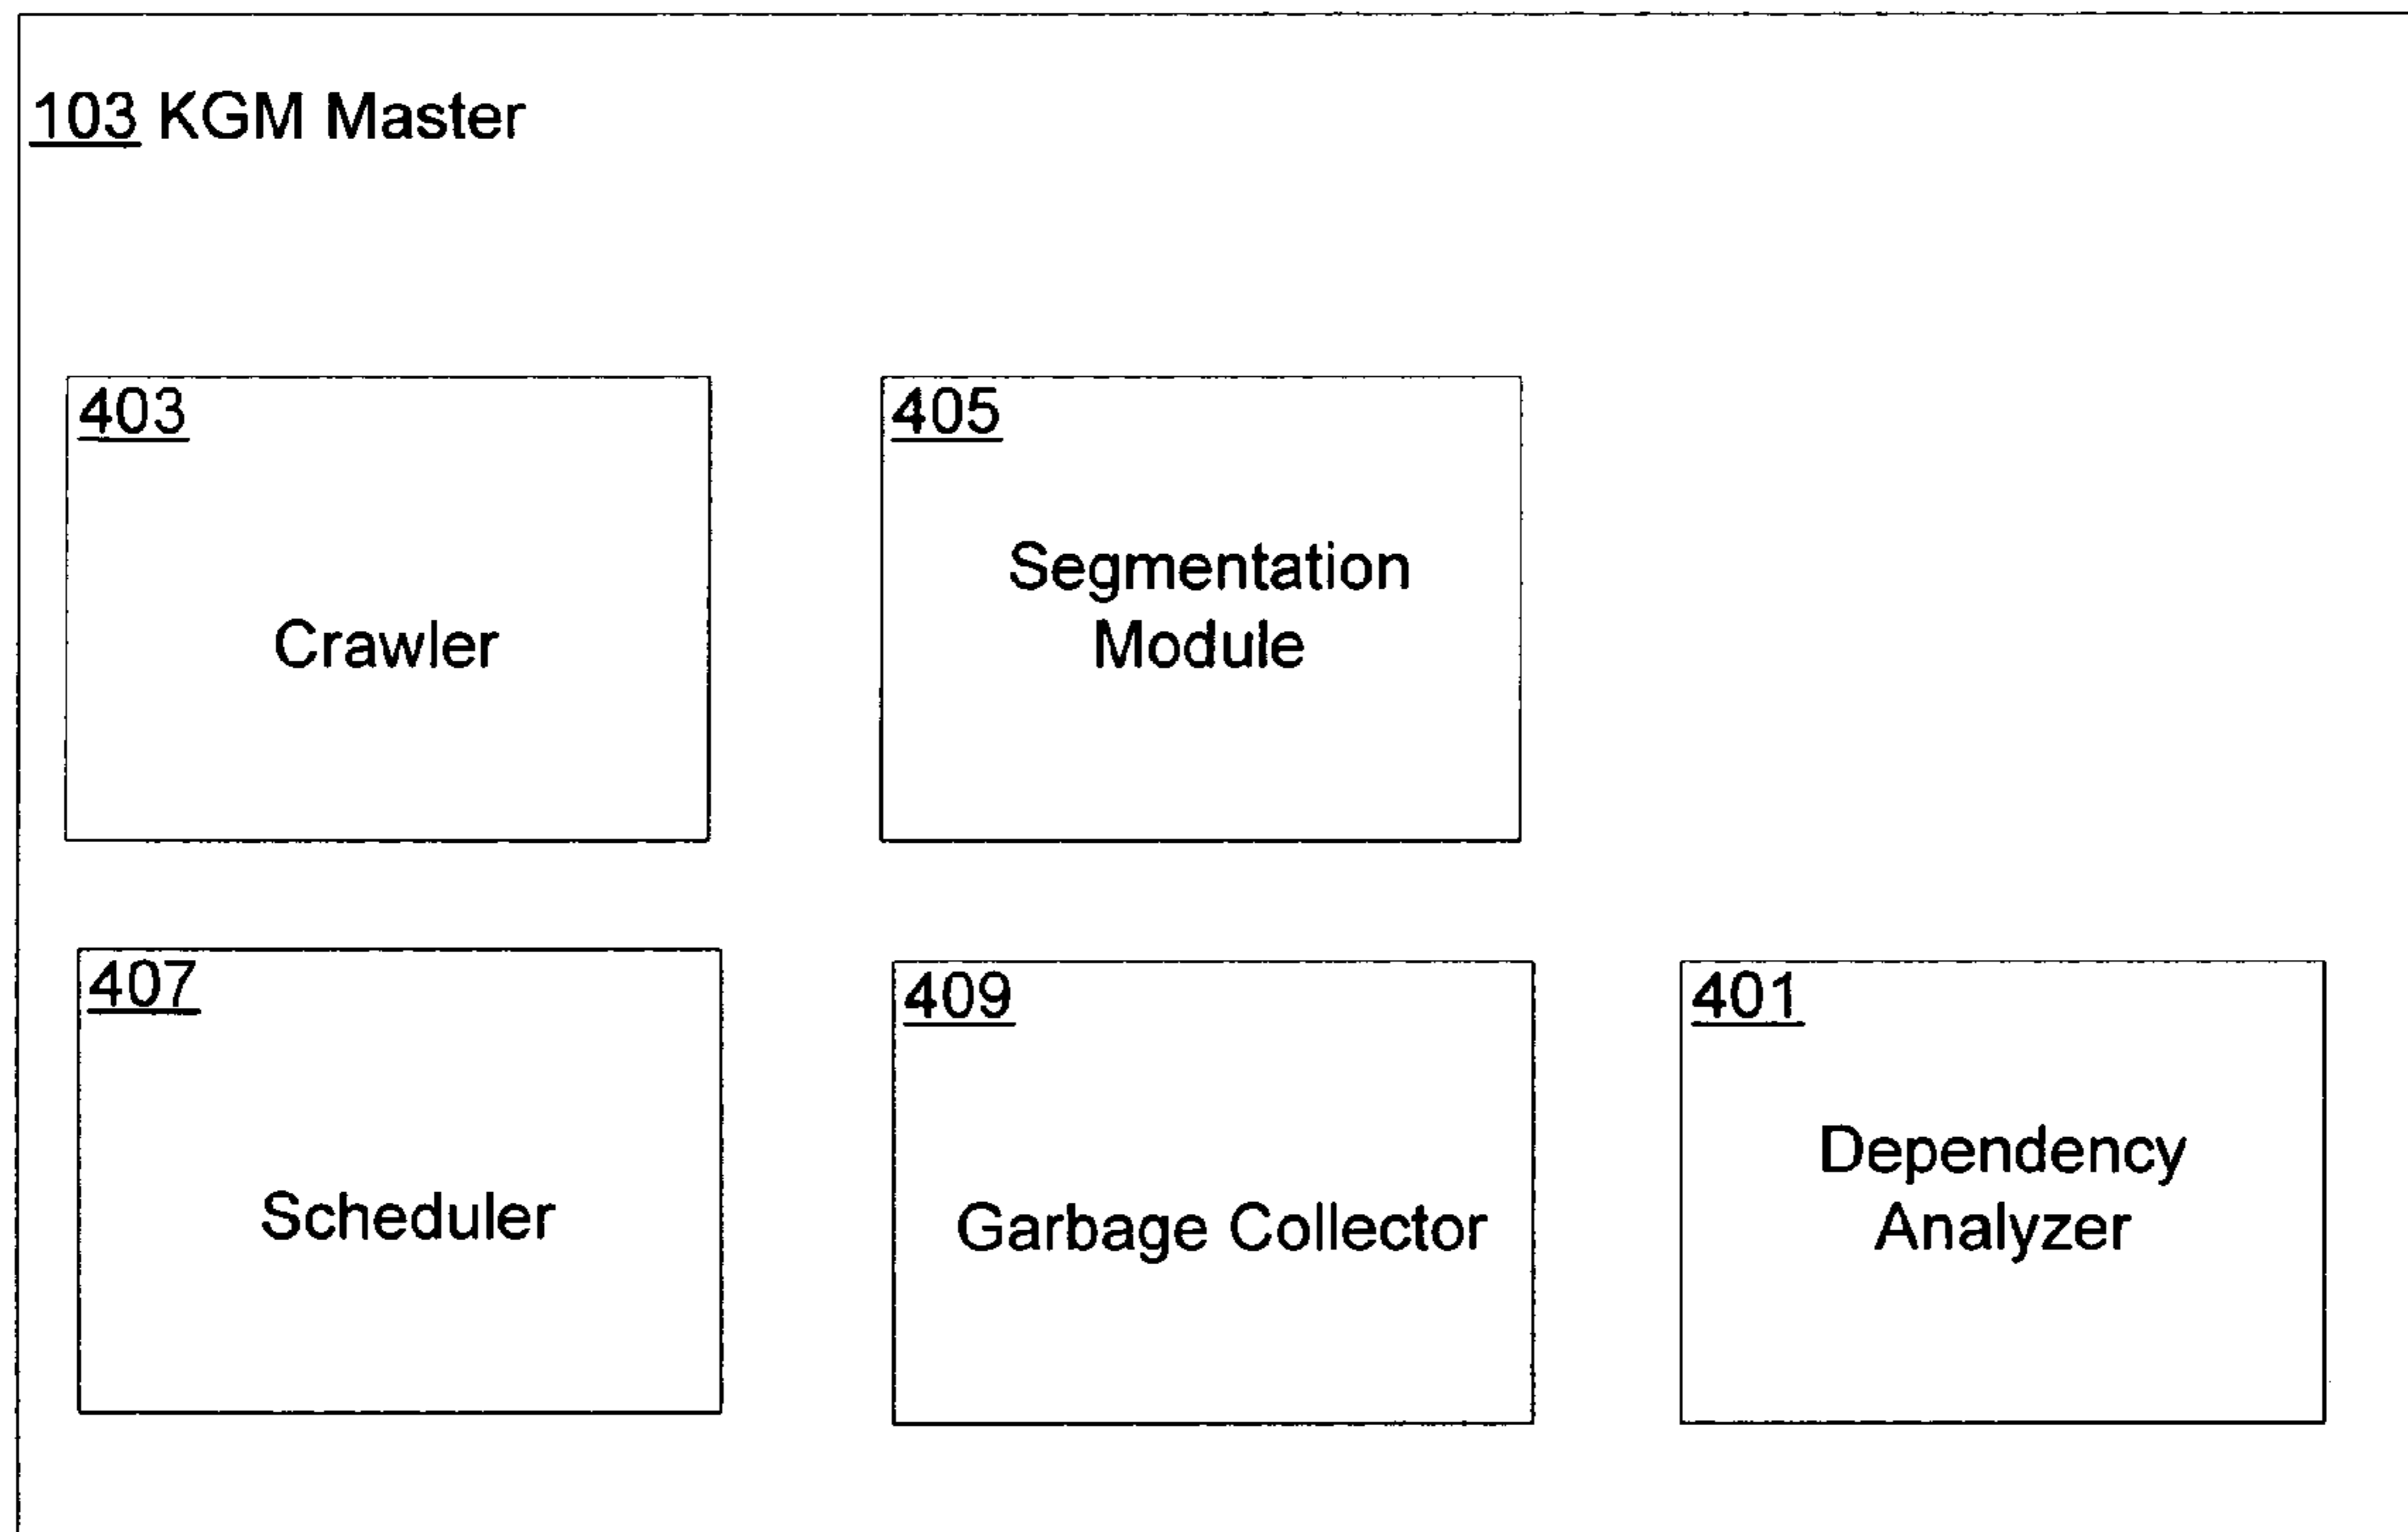 103 KGM Master
403
Crawler
405
Segmentation
Module
407
Scheduler
409
Garbage Collector
401
Dependency
Analyzer